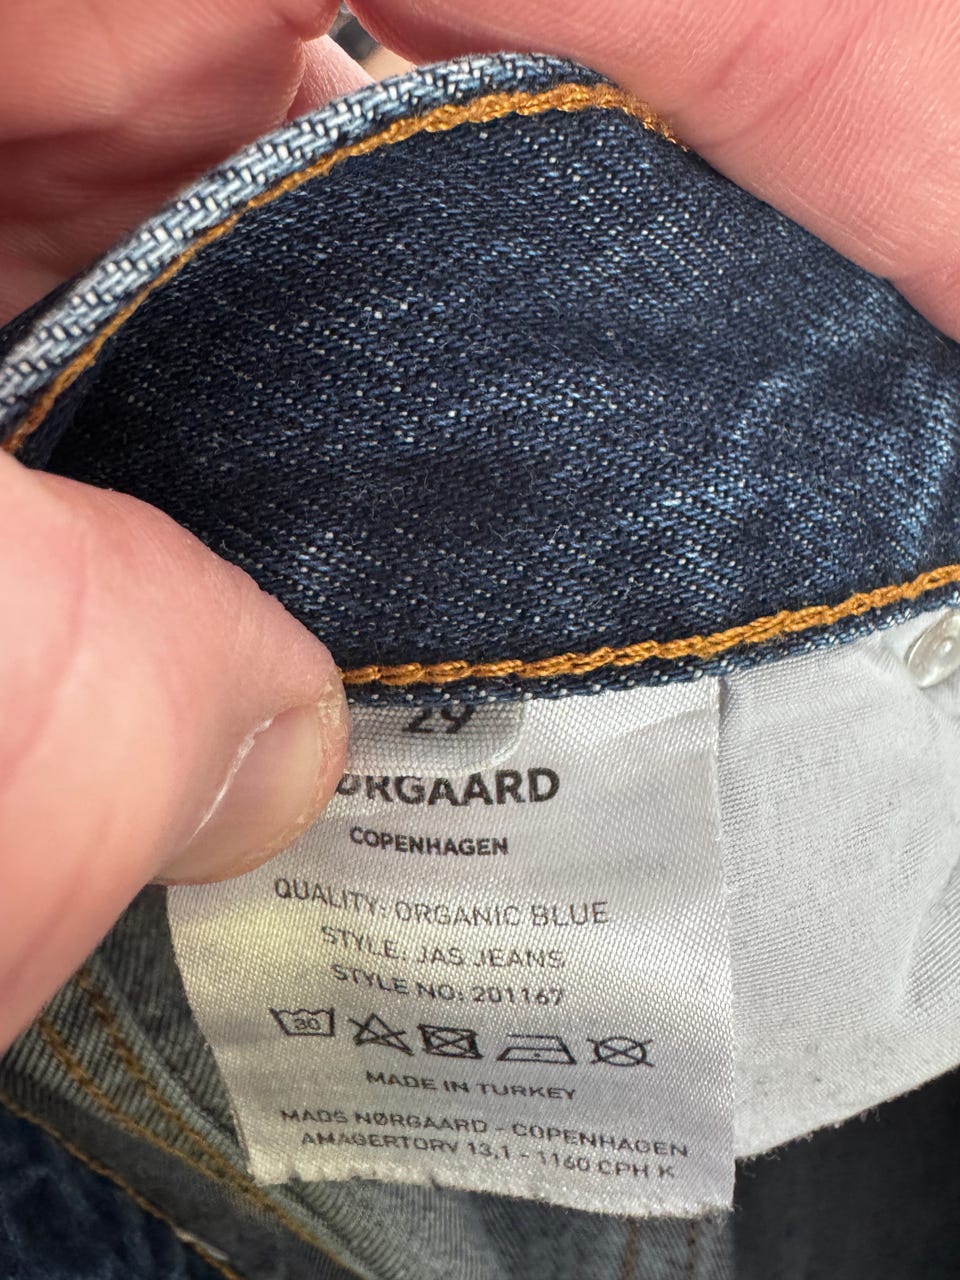 29
ØRGAARD
COPENHAGEN
QUALITY: ORGANIC BLUE
STYLE: JAS JEANS
STYLE NO: 201167
30
MADE IN TURKEY
MADS NØRGAARD - COPENHAGEN
AMAGERTORV 13,1 - 1160 CPH K